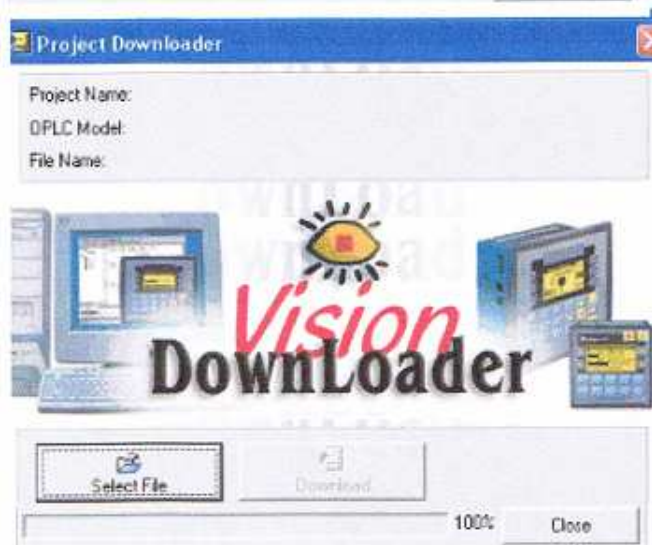 Project Downloader
Project Name:
OPLC Model:
File Name:
Vision
DownLoader
Select File
Download
100%
Close